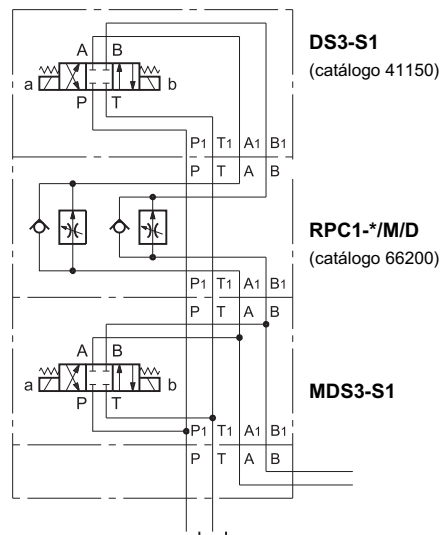 A B
a b
P T
DS3-S1
(catálogo 41150)
P1 T1 A1 B1
P T A B
RPC1-*/M/D
(catálogo 66200)
P1 T1 A1 B1
P T A B
A B
a b
P T
MDS3-S1
P1 T1 A1 B1
P T A B